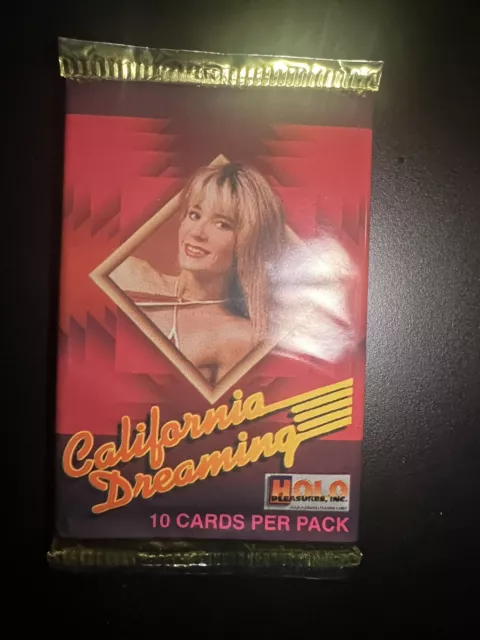 California
Dreaming
HOLO
PLEASURES, INC.
10 CARDS PER PACK